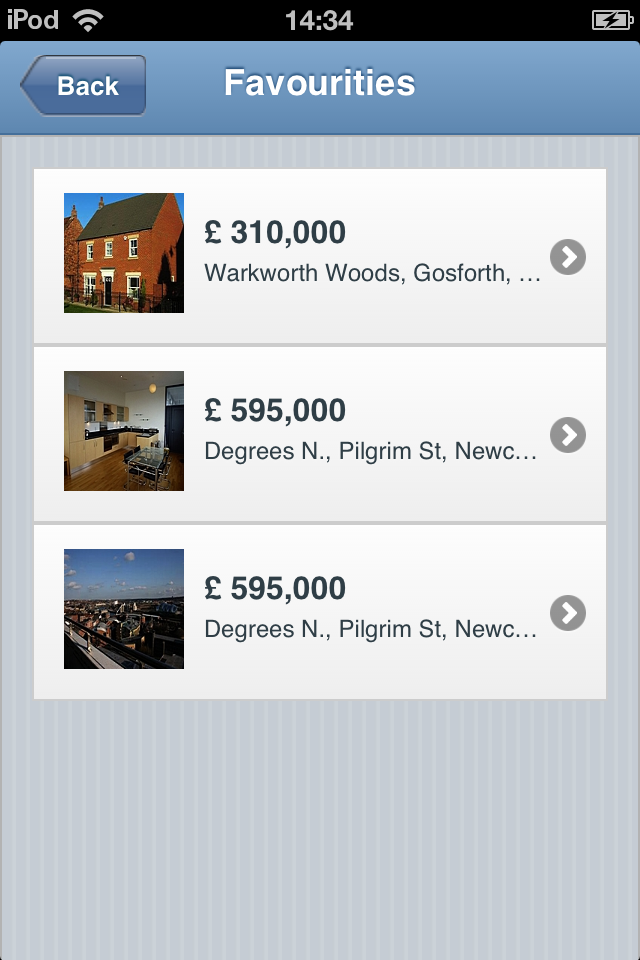 iPod 14:34
Back Favourities
£ 310,000
Warkworth Woods, Gosforth, ...
£ 595,000
Degrees N., Pilgrim St, Newc...
£ 595,000
Degrees N., Pilgrim St, Newc...